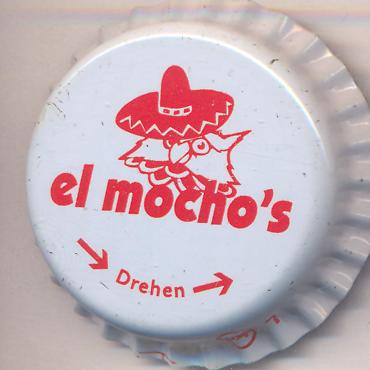 el mocho's
Drehen